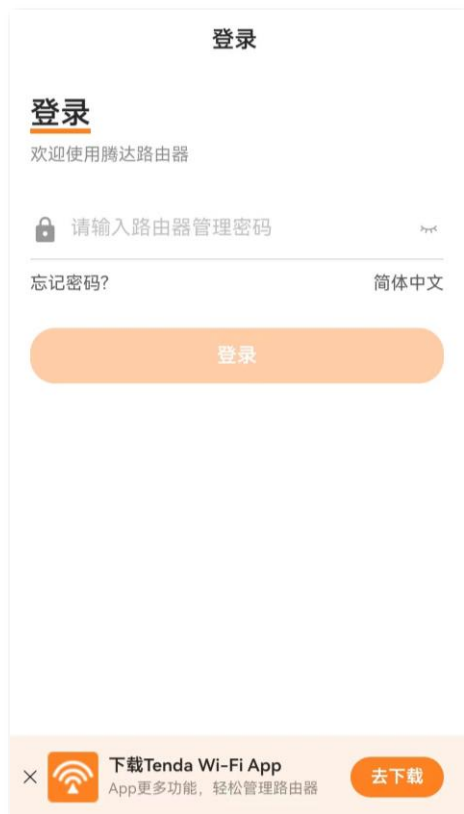 登录
登录
欢迎使用腾达路由器
请输入路由器管理密码
忘记密码?
简体中文
登录
下载Tenda Wi-Fi App
App更多功能，轻松管理路由器
去下载